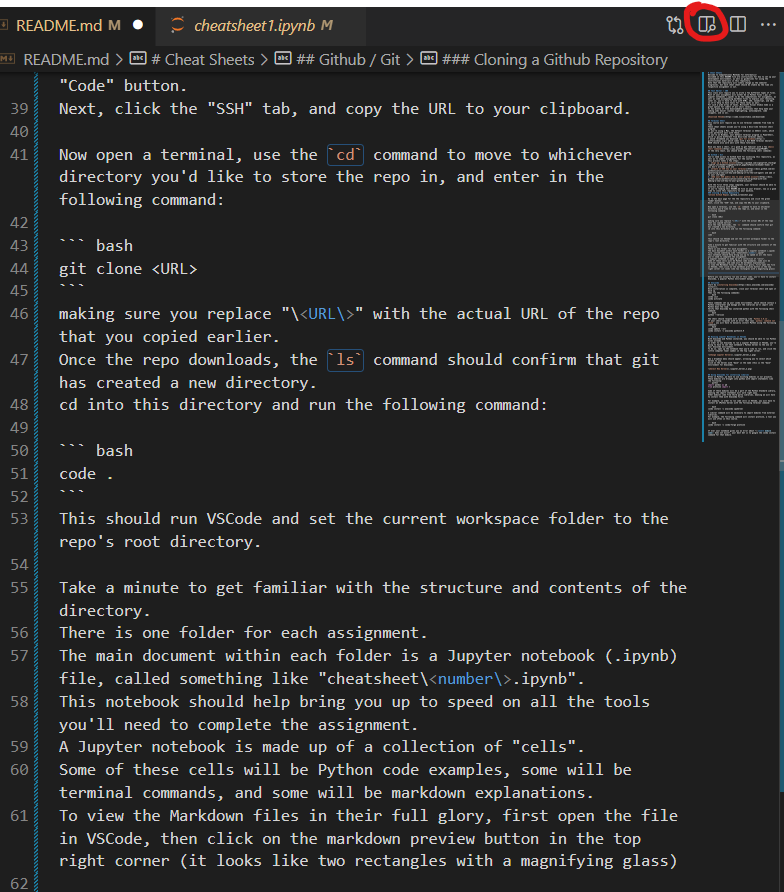 README.md M
cheatsheet1.ipynb M
README.md > # Cheat Sheets > ## Github / Git > ### Cloning a Github Repository
"Code" button.
39 Next, click the "SSH" tab, and copy the URL to your clipboard.
40
41 Now open a terminal, use the `cd` command to move to whichever
directory you'd like to store the repo in, and enter in the
following command:
42
43 ``` bash
44 git clone <URL>
45 ```
46 making sure you replace "\<URL\>" with the actual URL of the repo
that you copied earlier.
47 Once the repo downloads, the `ls` command should confirm that git
has created a new directory.
48 cd into this directory and run the following command:
49
50 ``` bash
51 code .
52 ```
53 This should run VSCode and set the current workspace folder to the
repo's root directory.
54
55 Take a minute to get familiar with the structure and contents of the
directory.
56 There is one folder for each assignment.
57 The main document within each folder is a Jupyter notebook (.ipynb)
file, called something like "cheatsheet\<number\>.ipynb".
58 This notebook should help bring you up to speed on all the tools
you'll need to complete the assignment.
59 A Jupyter notebook is made up of a collection of "cells".
60 Some of these cells will be Python code examples, some will be
terminal commands, and some will be markdown explanations.
61 To view the Markdown files in their full glory, first open the file
in VSCode, then click on the markdown preview button in the top
right corner (it looks like two rectangles with a magnifying glass)
62